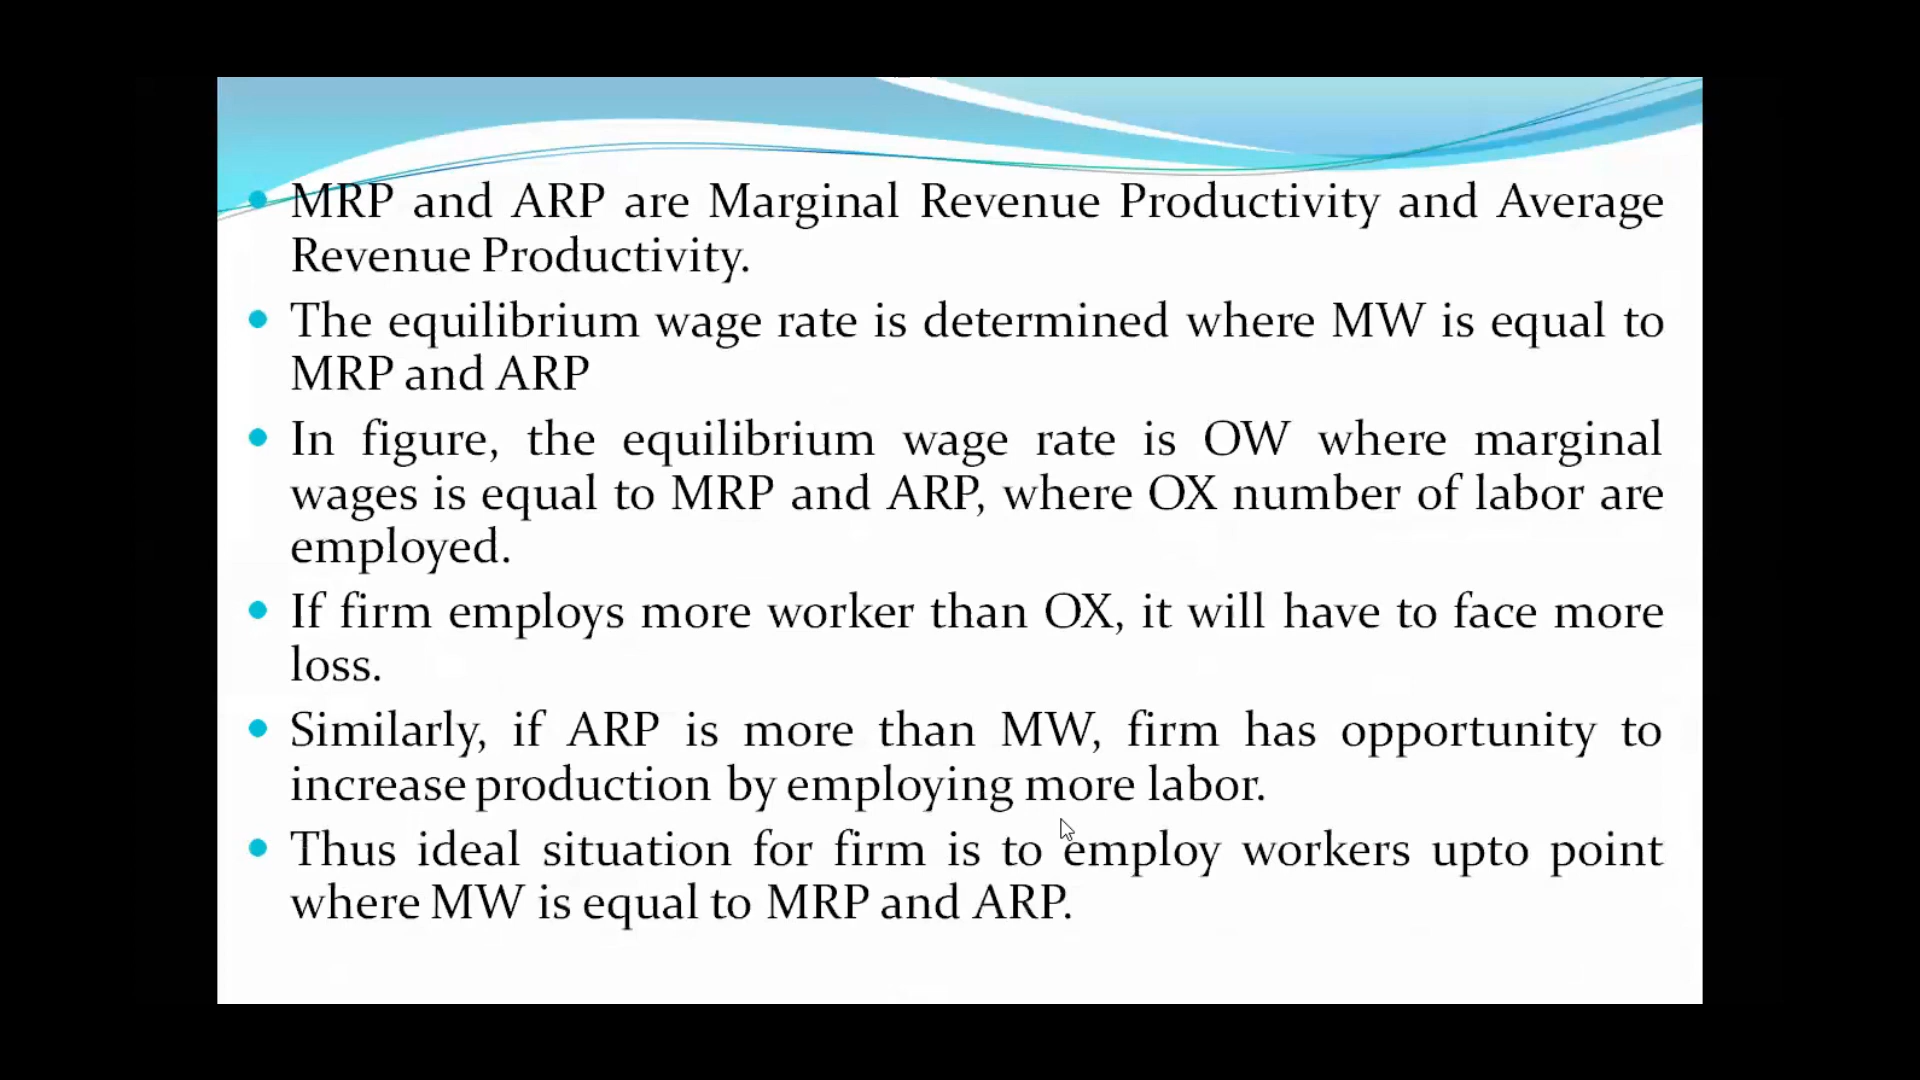 MRP and ARP are Marginal Revenue Productivity and Average
Revenue Productivity.
The equilibrium wage rate is determined where MW is equal to
MRP and ARP
In figure, the equilibrium wage rate is OW where marginal
wages is equal to MRP and ARP, where OX number of labor are
employed.
If firm employs more worker than OX, it will have to face more
loss.
Similarly, if ARP is more than MW, firm has opportunity to
increase production by employing more labor.
Thus ideal situation for firm is to employ workers upto point
where MW is equal to MRP and ARP.